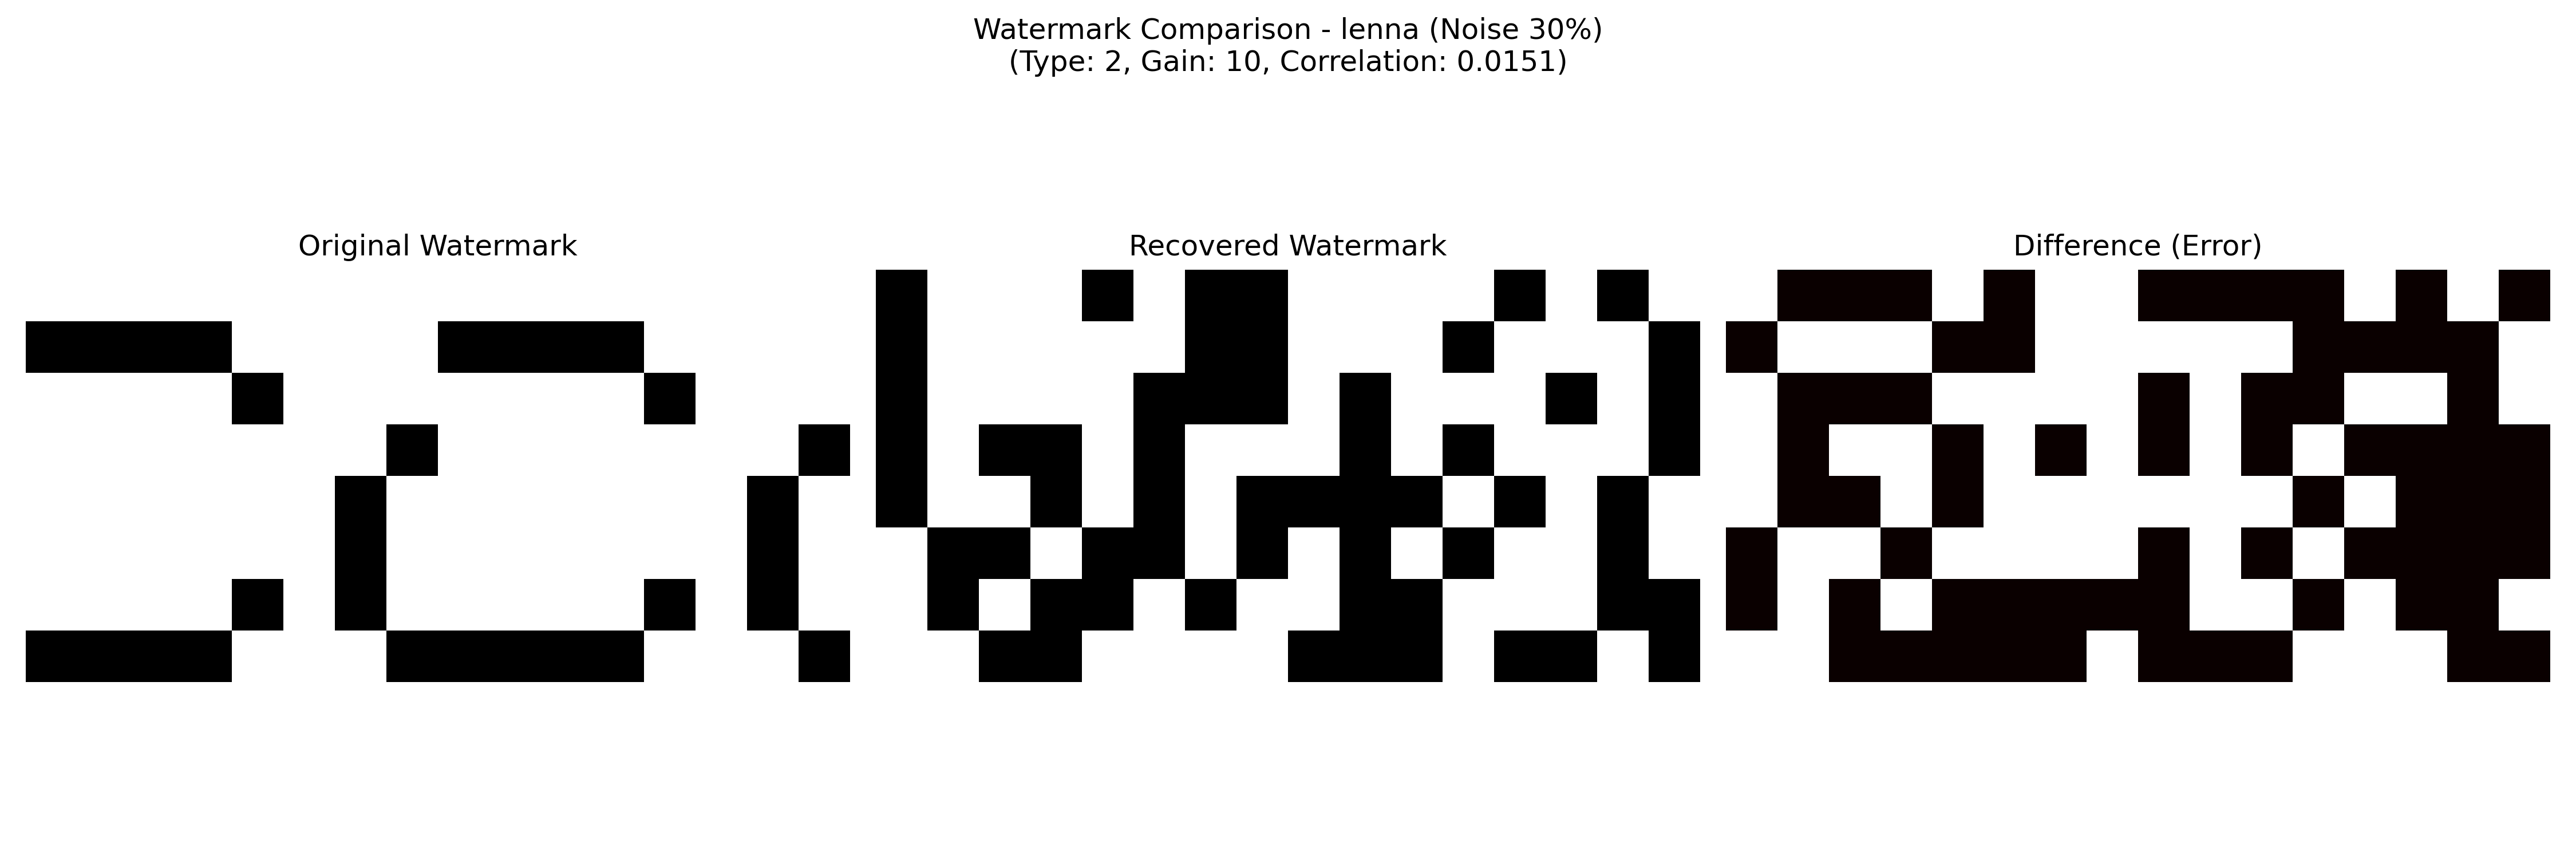 Watermark Comparison - lenna (Noise 30%)
(Type: 2, Gain: 10, Correlation: 0.0151)
Original Watermark
Recovered Watermark
Difference (Error)